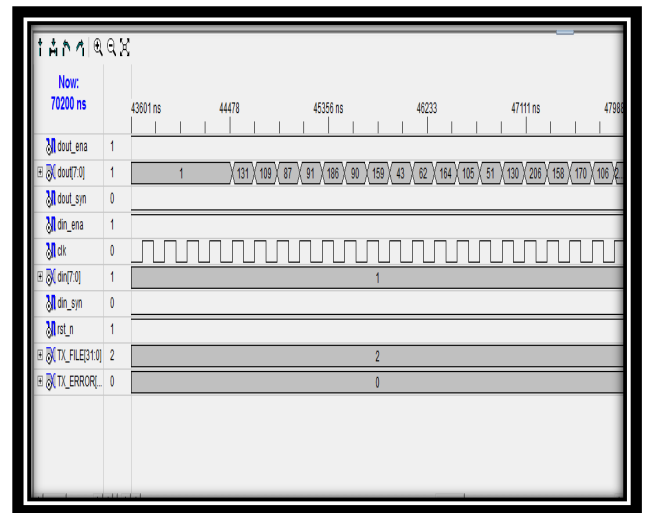 Now:
70200 ns
43601 ns 44478 45356 ns 46233 47111 ns 47988
dout_ena 1
dout[7:0] 1 1 131 109 87 91 186 90 159 43 62 164 105 51 130 206 158 170 106 2...
dout_syn 0
din_ena 1
clk 0
din[7:0] 1 1
din_syn 0
rst_n 1
TX_FILE[31:0] 2 2
TX_ERROR[... 0 0